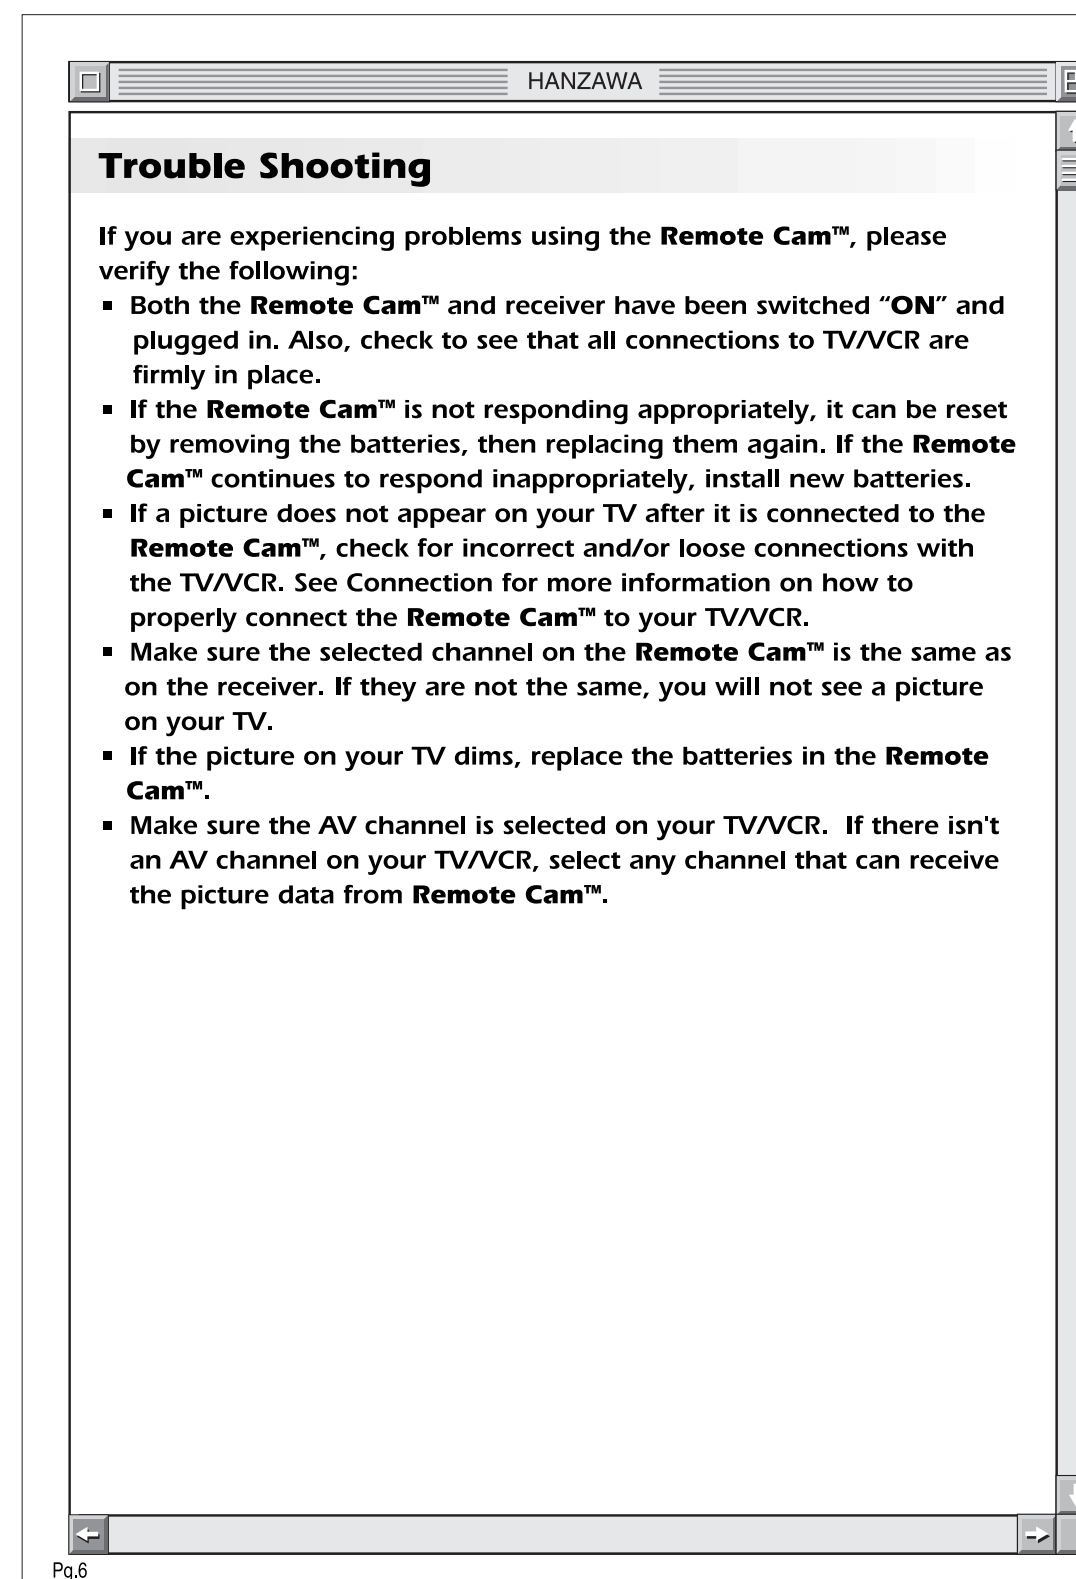 HANZAWA
Trouble Shooting
If you are experiencing problems using the Remote Cam™, please
verify the following:
▪ Both the Remote Cam™ and receiver have been switched “ON” and
plugged in. Also, check to see that all connections to TV/VCR are
firmly in place.
▪ If the Remote Cam™ is not responding appropriately, it can be reset
by removing the batteries, then replacing them again. If the Remote
Cam™ continues to respond inappropriately, install new batteries.
▪ If a picture does not appear on your TV after it is connected to the
Remote Cam™, check for incorrect and/or loose connections with
the TV/VCR. See Connection for more information on how to
properly connect the Remote Cam™ to your TV/VCR.
▪ Make sure the selected channel on the Remote Cam™ is the same as
on the receiver. If they are not the same, you will not see a picture
on your TV.
▪ If the picture on your TV dims, replace the batteries in the Remote
Cam™.
▪ Make sure the AV channel is selected on your TV/VCR.  If there isn't
an AV channel on your TV/VCR, select any channel that can receive
the picture data from Remote Cam™.
Pg.6